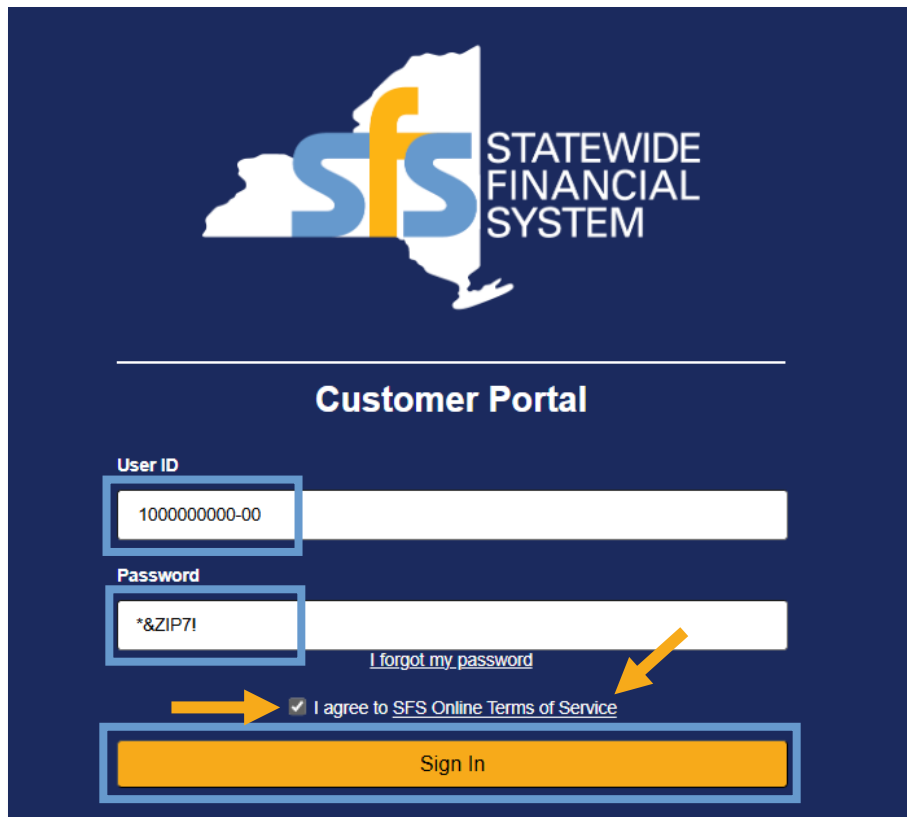 sfs
STATEWIDE
FINANCIAL
SYSTEM
Customer Portal
User ID
1000000000-00
Password
*&ZIP7!
I forgot my password
I agree to SFS Online Terms of Service
Sign In